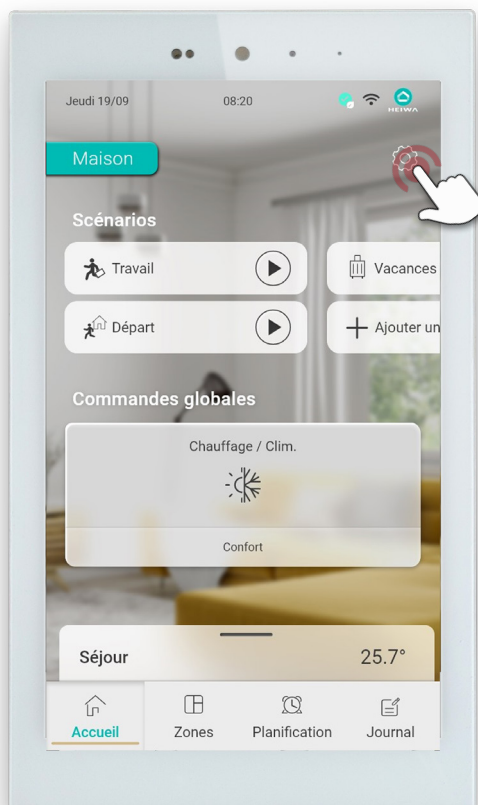 Jeudi 19/09
08:20
HEIWA
Maison
Scénarios
Travail
Vacances
Départ
Ajouter un
Commandes globales
Chauffage / Clim.
Confort
Séjour
25.7°
Accueil
Zones
Planification
Journal